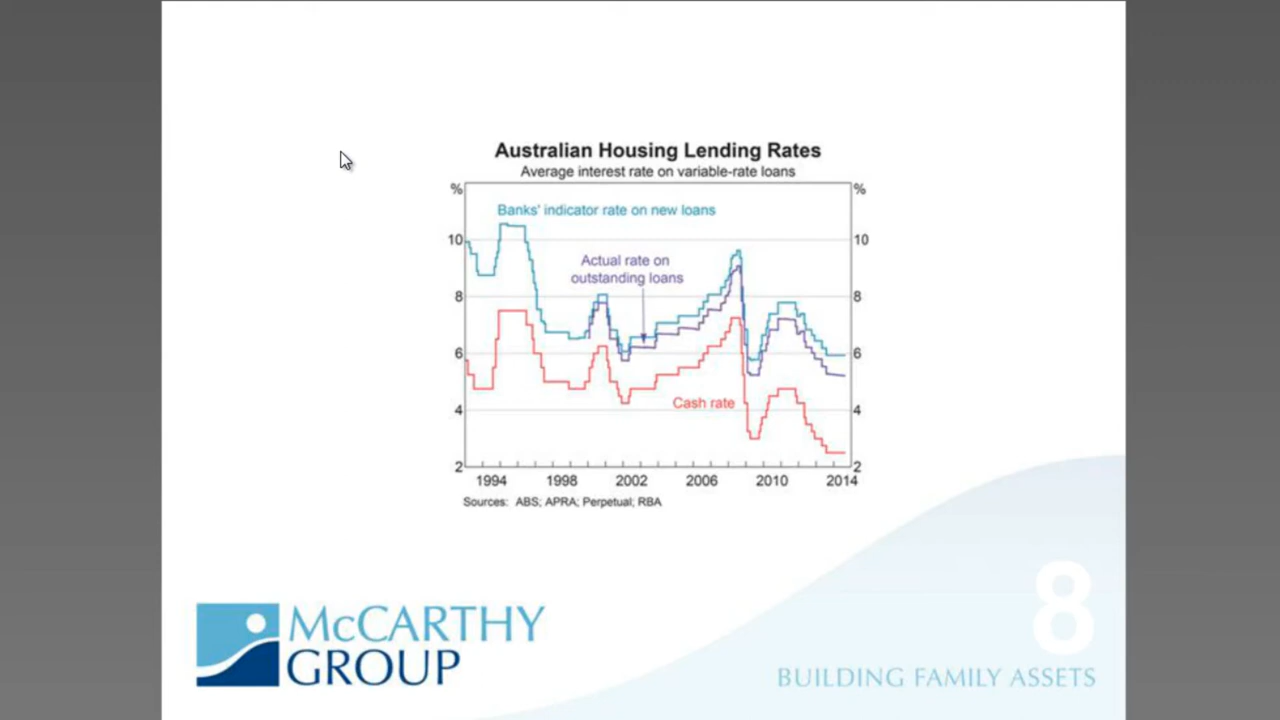 Australian Housing Lending Rates
Average interest rate on variable-rate loans
% %
Banks' indicator rate on new loans
10 10
Actual rate on
outstanding loans
8 8
6 6
Cash rate
4 4
2 2
1994 1998 2002 2006 2010 2014
Sources: ABS; APRA; Perpetual; RBA
8
McCARTHY
GROUP
BUILDING FAMILY ASSETS